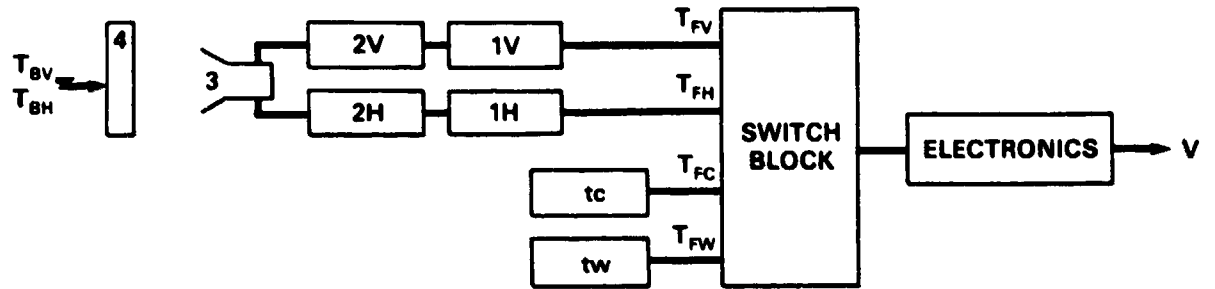 4
T_BV
T_BH
3
2V
1V
T_FV
2H
1H
T_FH
tc
T_FC
tw
T_FW
SWITCH
BLOCK
ELECTRONICS
V